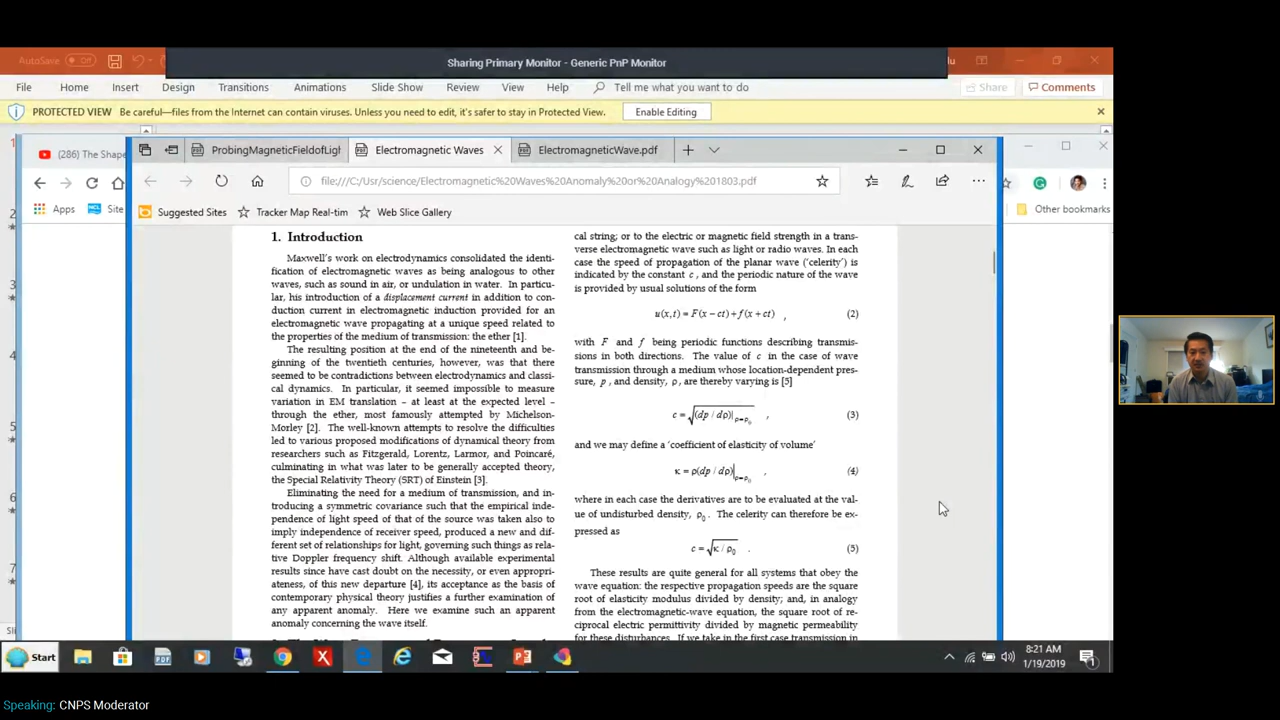 Sharing Primary Monitor - Generic PnP Monitor
AutoSave Off
File Home Insert Design Transitions Animations Slide Show Review View Help Tell me what you want to do Share Comments
PROTECTED VIEW Be careful—files from the Internet can contain viruses. Unless you need to edit, it's safer to stay in Protected View. Enable Editing
(286) The Shape
ProbingMagneticFieldofLigh
Electromagnetic Waves
ElectromagneticWave.pdf
file:///C:/Usr/science/Electromagnetic%20Waves%20Anomaly%20or%20Analogy%201803.pdf
Apps
Suggested Sites Tracker Map Real-tim Web Slice Gallery
Other bookmarks
1. Introduction
Maxwell's work on electrodynamics consolidated the identi-
fication of electromagnetic waves as being analogous to other
waves, such as sound in air, or undulation in water. In particu-
lar, his introduction of a displacement current in addition to con-
duction current in electromagnetic induction provided for an
electromagnetic wave propagating at a unique speed related to
the properties of the medium of transmission: the ether [1].
The resulting position at the end of the nineteenth and be-
ginning of the twentieth centuries, however, was that there
seemed to be contradictions between electrodynamics and classi-
cal dynamics. In particular, it seemed impossible to measure
variation in EM translation – at least at the expected level –
through the ether, most famously attempted by Michelson-
Morley [2]. The well-known attempts to resolve the difficulties
led to various proposed modifications of dynamical theory from
researchers such as Fitzgerald, Lorentz, Larmor, and Poincaré,
culminating in what was later to be generally accepted theory,
the Special Relativity Theory (SRT) of Einstein [3].
Eliminating the need for a medium of transmission, and in-
troducing a symmetric covariance such that the empirical inde-
pendence of light speed of that of the source was taken also to
imply independence of receiver speed, produced a new and dif-
ferent set of relationships for light, governing such things as rela-
tive Doppler frequency shift. Although available experimental
results since have cast doubt on the necessity, or even appropri-
ateness, of this new departure [4], its acceptance as the basis of
contemporary physical theory justifies a further examination of
any apparent anomaly. Here we examine such an apparent
anomaly concerning the wave itself.
cal string; or to the electric or magnetic field strength in a trans-
verse electromagnetic wave such as light or radio waves. In each
case the speed of propagation of the planar wave ('celerity') is
indicated by the constant c, and the periodic nature of the wave
is provided by usual solutions of the form
u(x,t) = F(x − ct) + f(x + ct) , (2)
with F and f being periodic functions describing transmis-
sions in both directions. The value of c in the case of wave
transmission through a medium whose location-dependent pres-
sure, p, and density, ρ, are thereby varying is [5]
c = √(dp / dρ)|ρ=ρ0 , (3)
and we may define a 'coefficient of elasticity of volume'
κ = ρ(dp / dρ)|ρ=ρ0 , (4)
where in each case the derivatives are to be evaluated at the val-
ue of undisturbed density, ρ0. The celerity can therefore be ex-
pressed as
c = √κ / ρ0 . (5)
These results are quite general for all systems that obey the
wave equation: the respective propagation speeds are the square
root of elasticity modulus divided by density; and, in analogy
from the electromagnetic-wave equation, the square root of re-
ciprocal electric permittivity divided by magnetic permeability
for these disturbances. If we take in the first case transmission in
1
2
3
4
5
6
7
Start
8:21 AM
1/19/2019
Speaking: CNPS Moderator